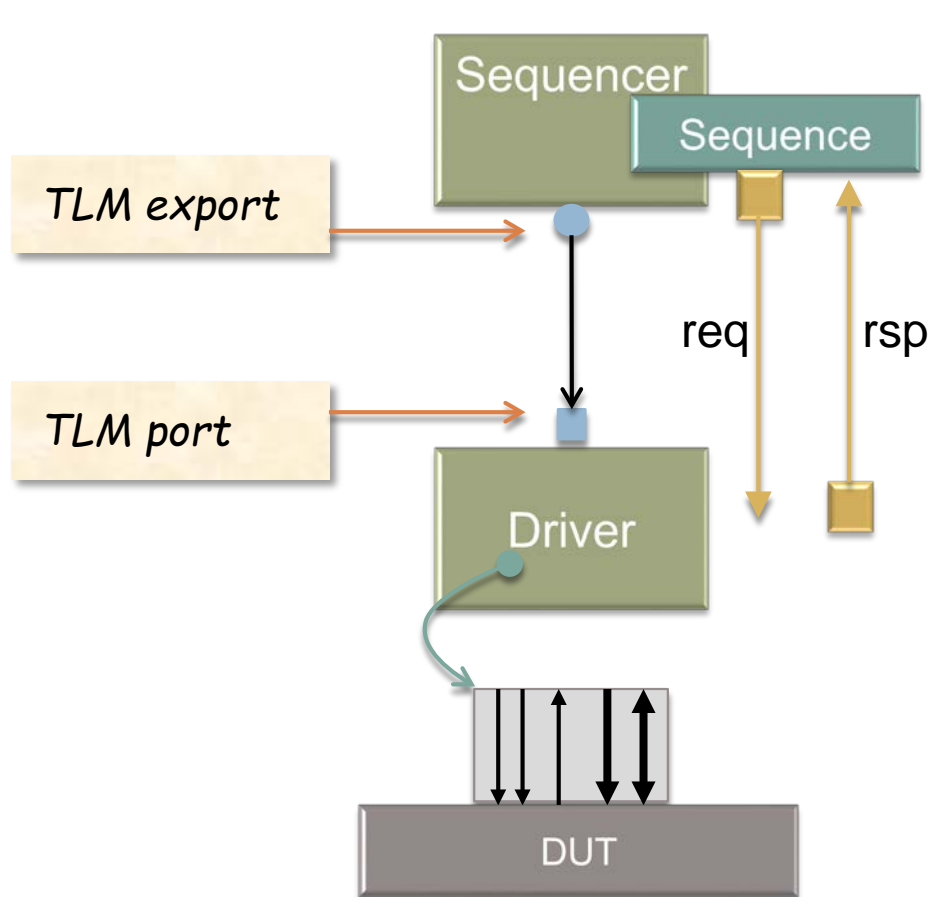 Sequencer
Sequence
TLM export
req
rsp
TLM port
Driver
DUT